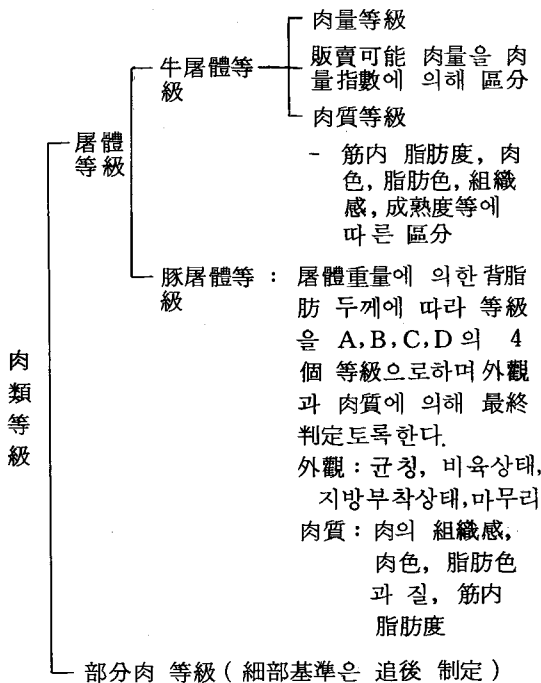 肉類等級
屠體
等級
牛屠體等
級
肉量等級
販賣可能 肉量을 肉
量指數에 의해 區分
肉質等級
- 筋内 脂肪度, 肉
色, 脂肪色, 組織
感, 成熟度等에
따른 區分
豚屠體等
級
: 屠體重量에 의한 背脂
肪 두께에 따라 等級
을 A, B, C, D 의 4
個 等級으로하며 外觀
과 肉質에 의해 最終
判定토록한다.
外觀 : 균칭, 비육상태,
지방부착상태, 마무리
肉質 : 肉의 組織感,
肉色, 脂肪色
과 질, 筋内
脂肪度
部分肉 等級 ( 細部基準은 追後 制定 )